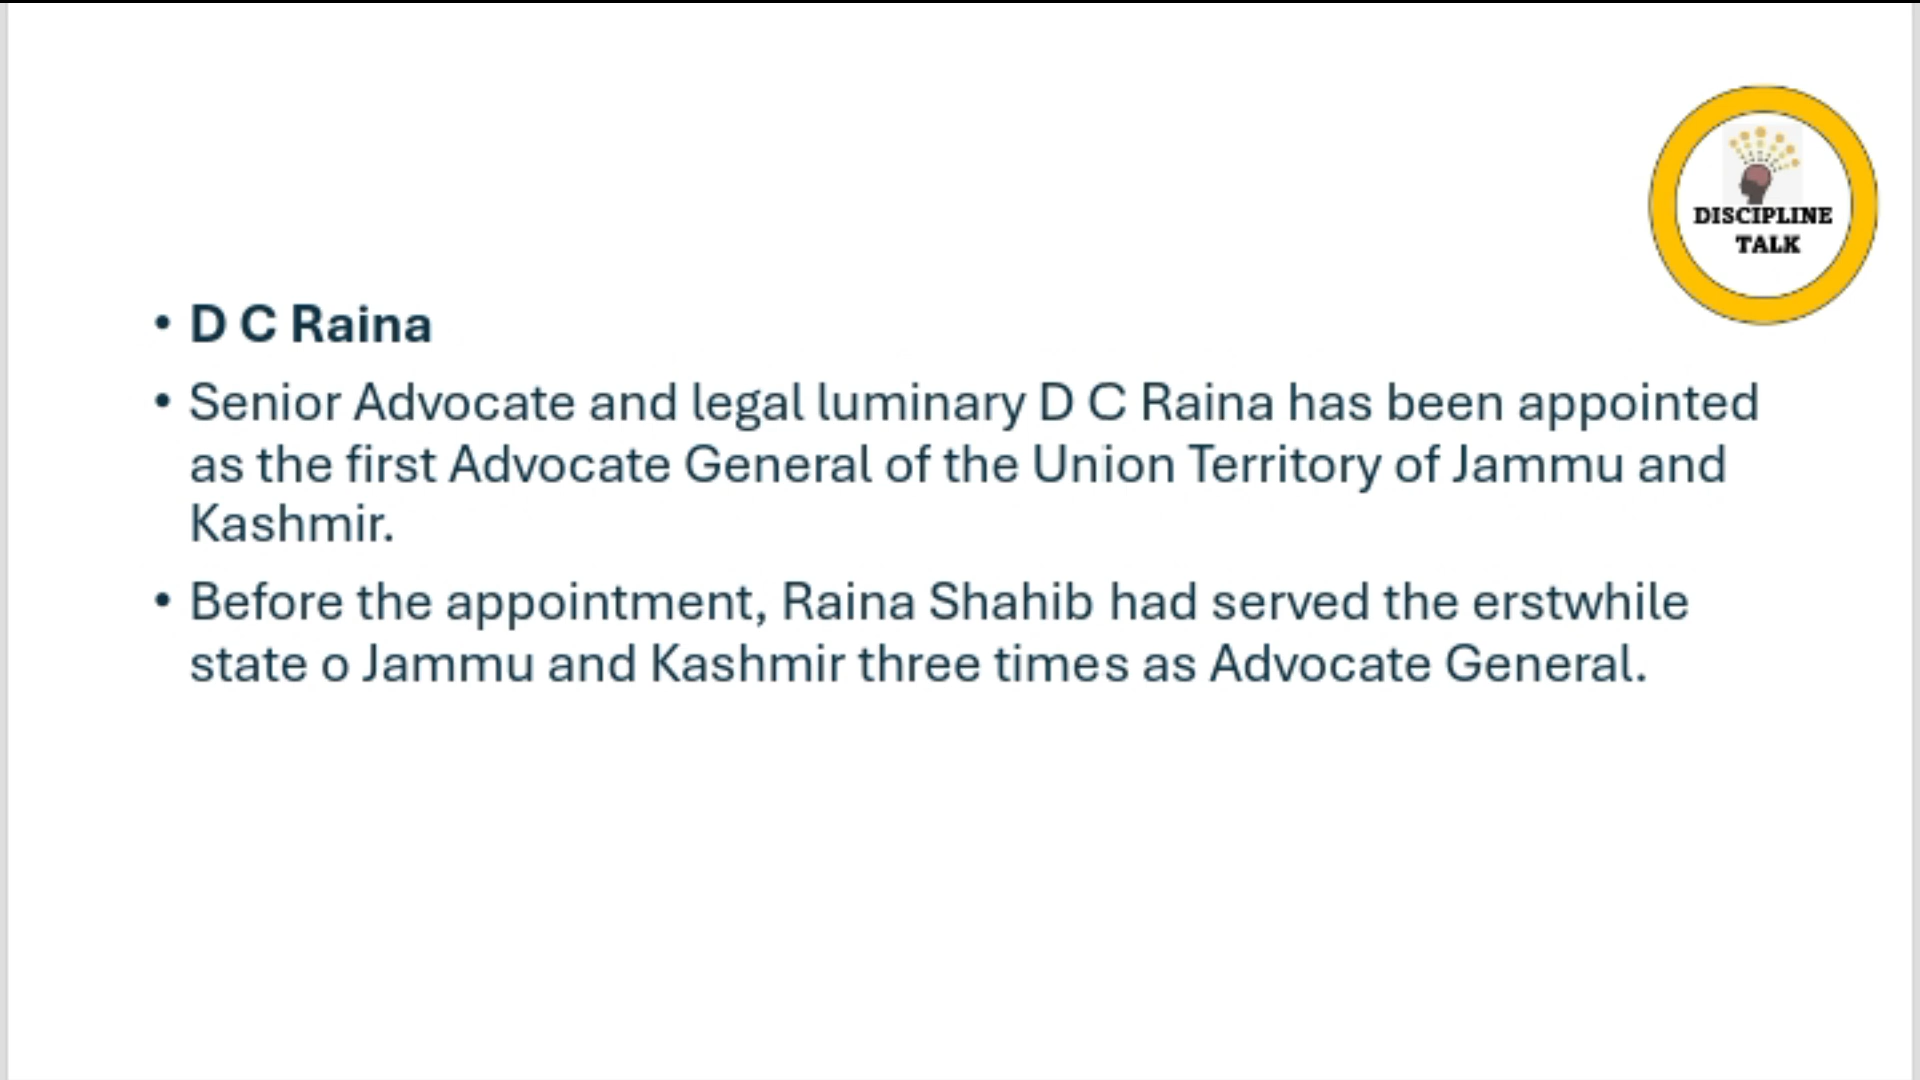 DISCIPLINE
TALK
• D C Raina
• Senior Advocate and legal luminary D C Raina has been appointed
as the first Advocate General of the Union Territory of Jammu and
Kashmir.
• Before the appointment, Raina Shahib had served the erstwhile
state o Jammu and Kashmir three times as Advocate General.